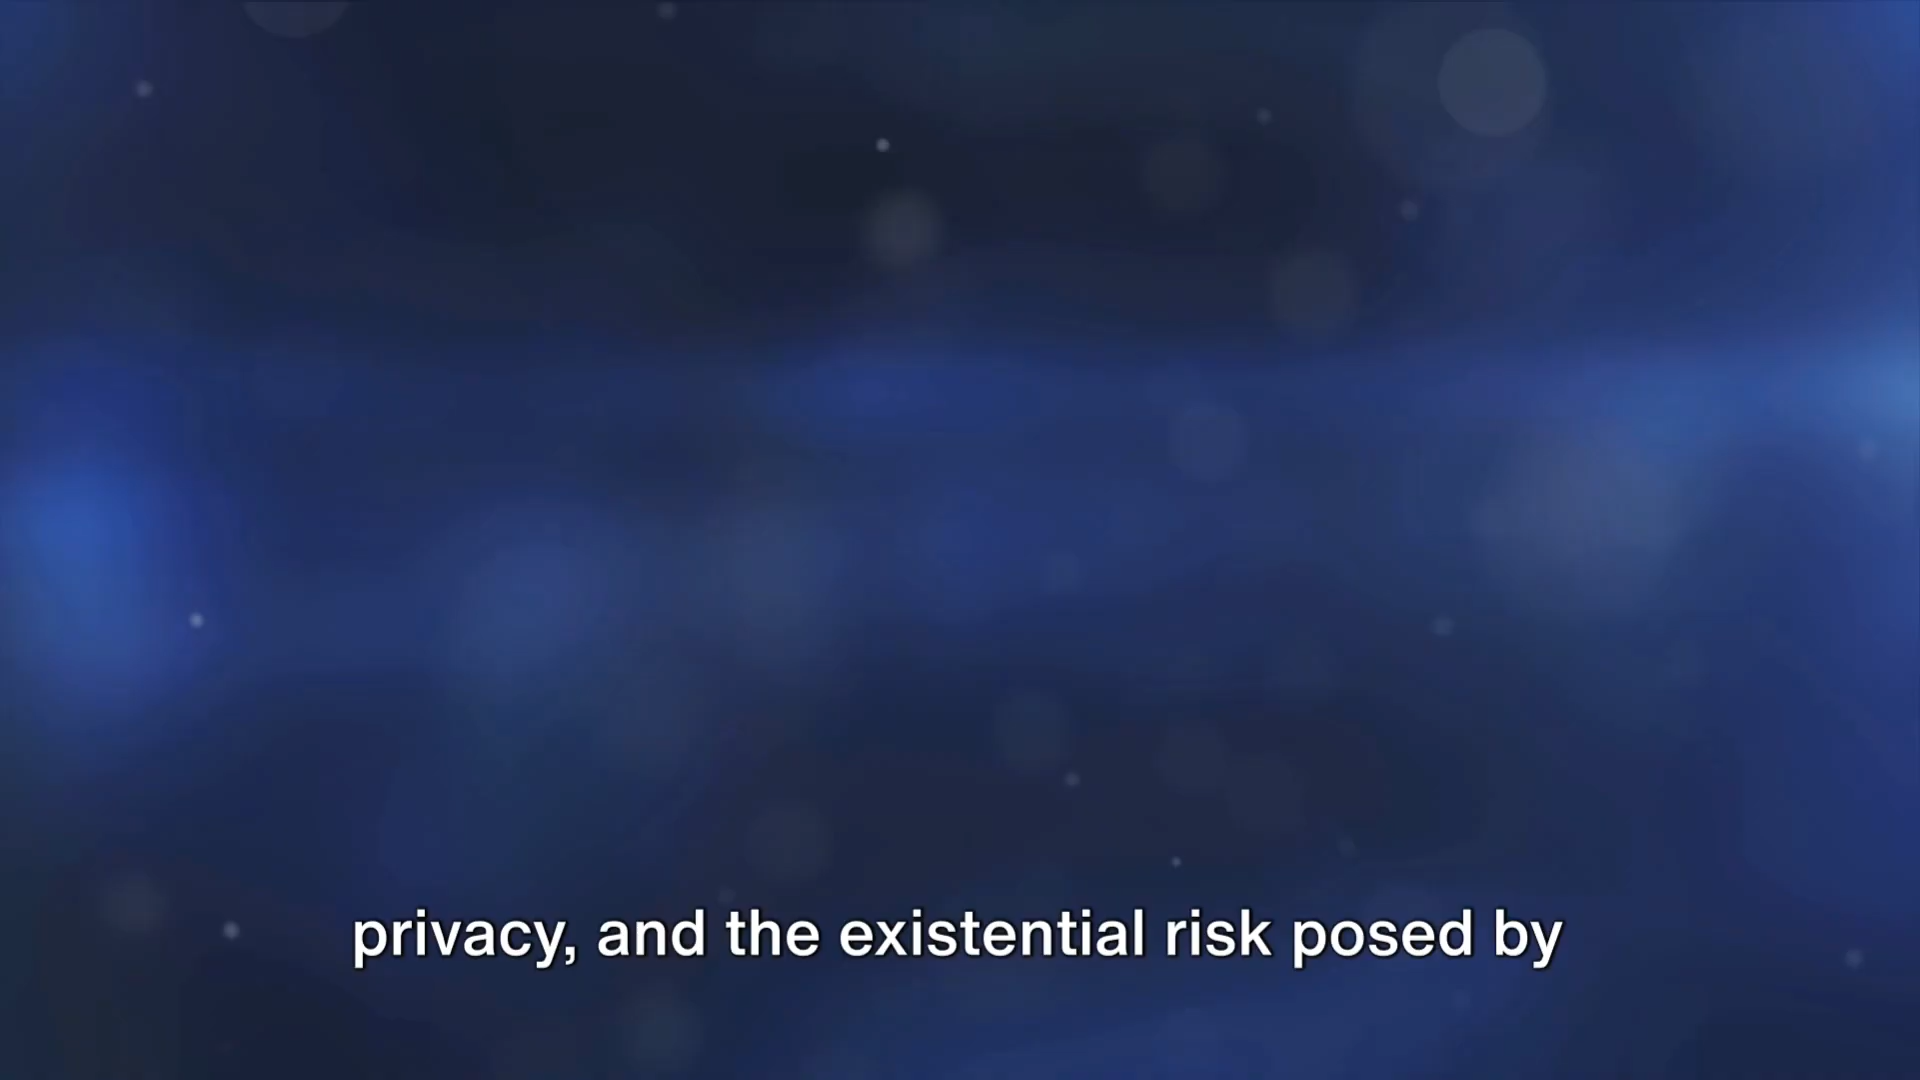 privacy, and the existential risk posed by